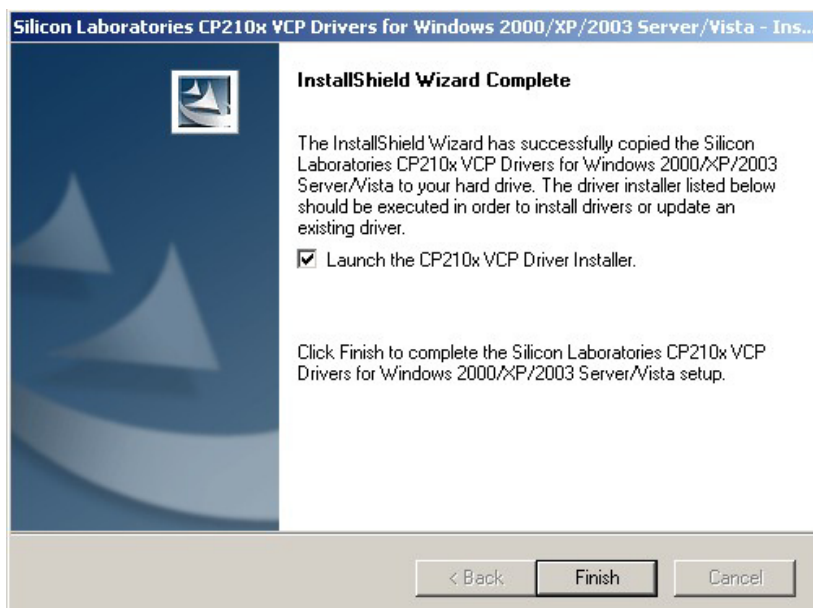 Silicon Laboratories CP210x VCP Drivers for Windows 2000/XP/2003 Server/Vista - Ins...
InstallShield Wizard Complete
The InstallShield Wizard has successfully copied the Silicon
Laboratories CP210x VCP Drivers for Windows 2000/XP/2003
Server/Vista to your hard drive. The driver installer listed below
should be executed in order to install drivers or update an
existing driver.
Launch the CP210x VCP Driver Installer.
Click Finish to complete the Silicon Laboratories CP210x VCP
Drivers for Windows 2000/XP/2003 Server/Vista setup.
< Back
Finish
Cancel